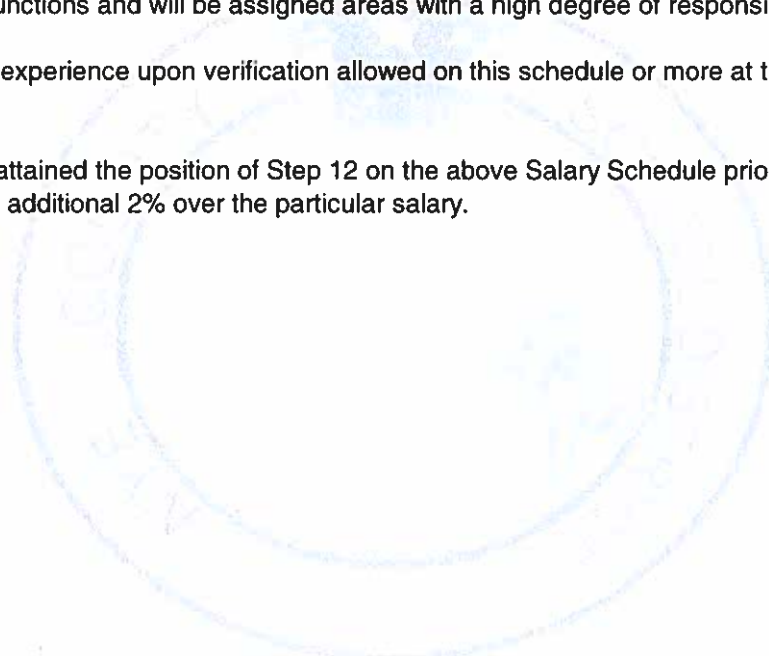 unctions and will be assigned areas with a high degree of responsi
experience upon verification allowed on this schedule or more at t
attained the position of Step 12 on the above Salary Schedule prio
additional 2% over the particular salary.